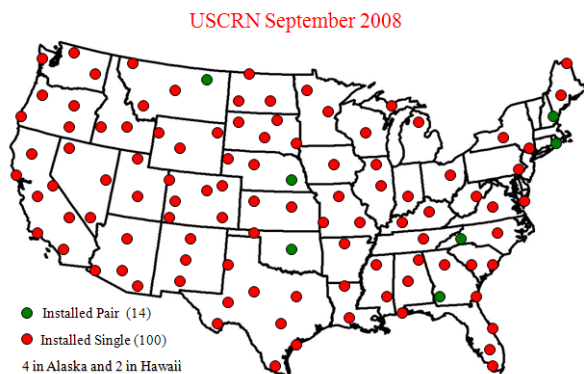 USCRN September 2008
Installed Pair (14)
Installed Single (100)
4 in Alaska and 2 in Hawaii